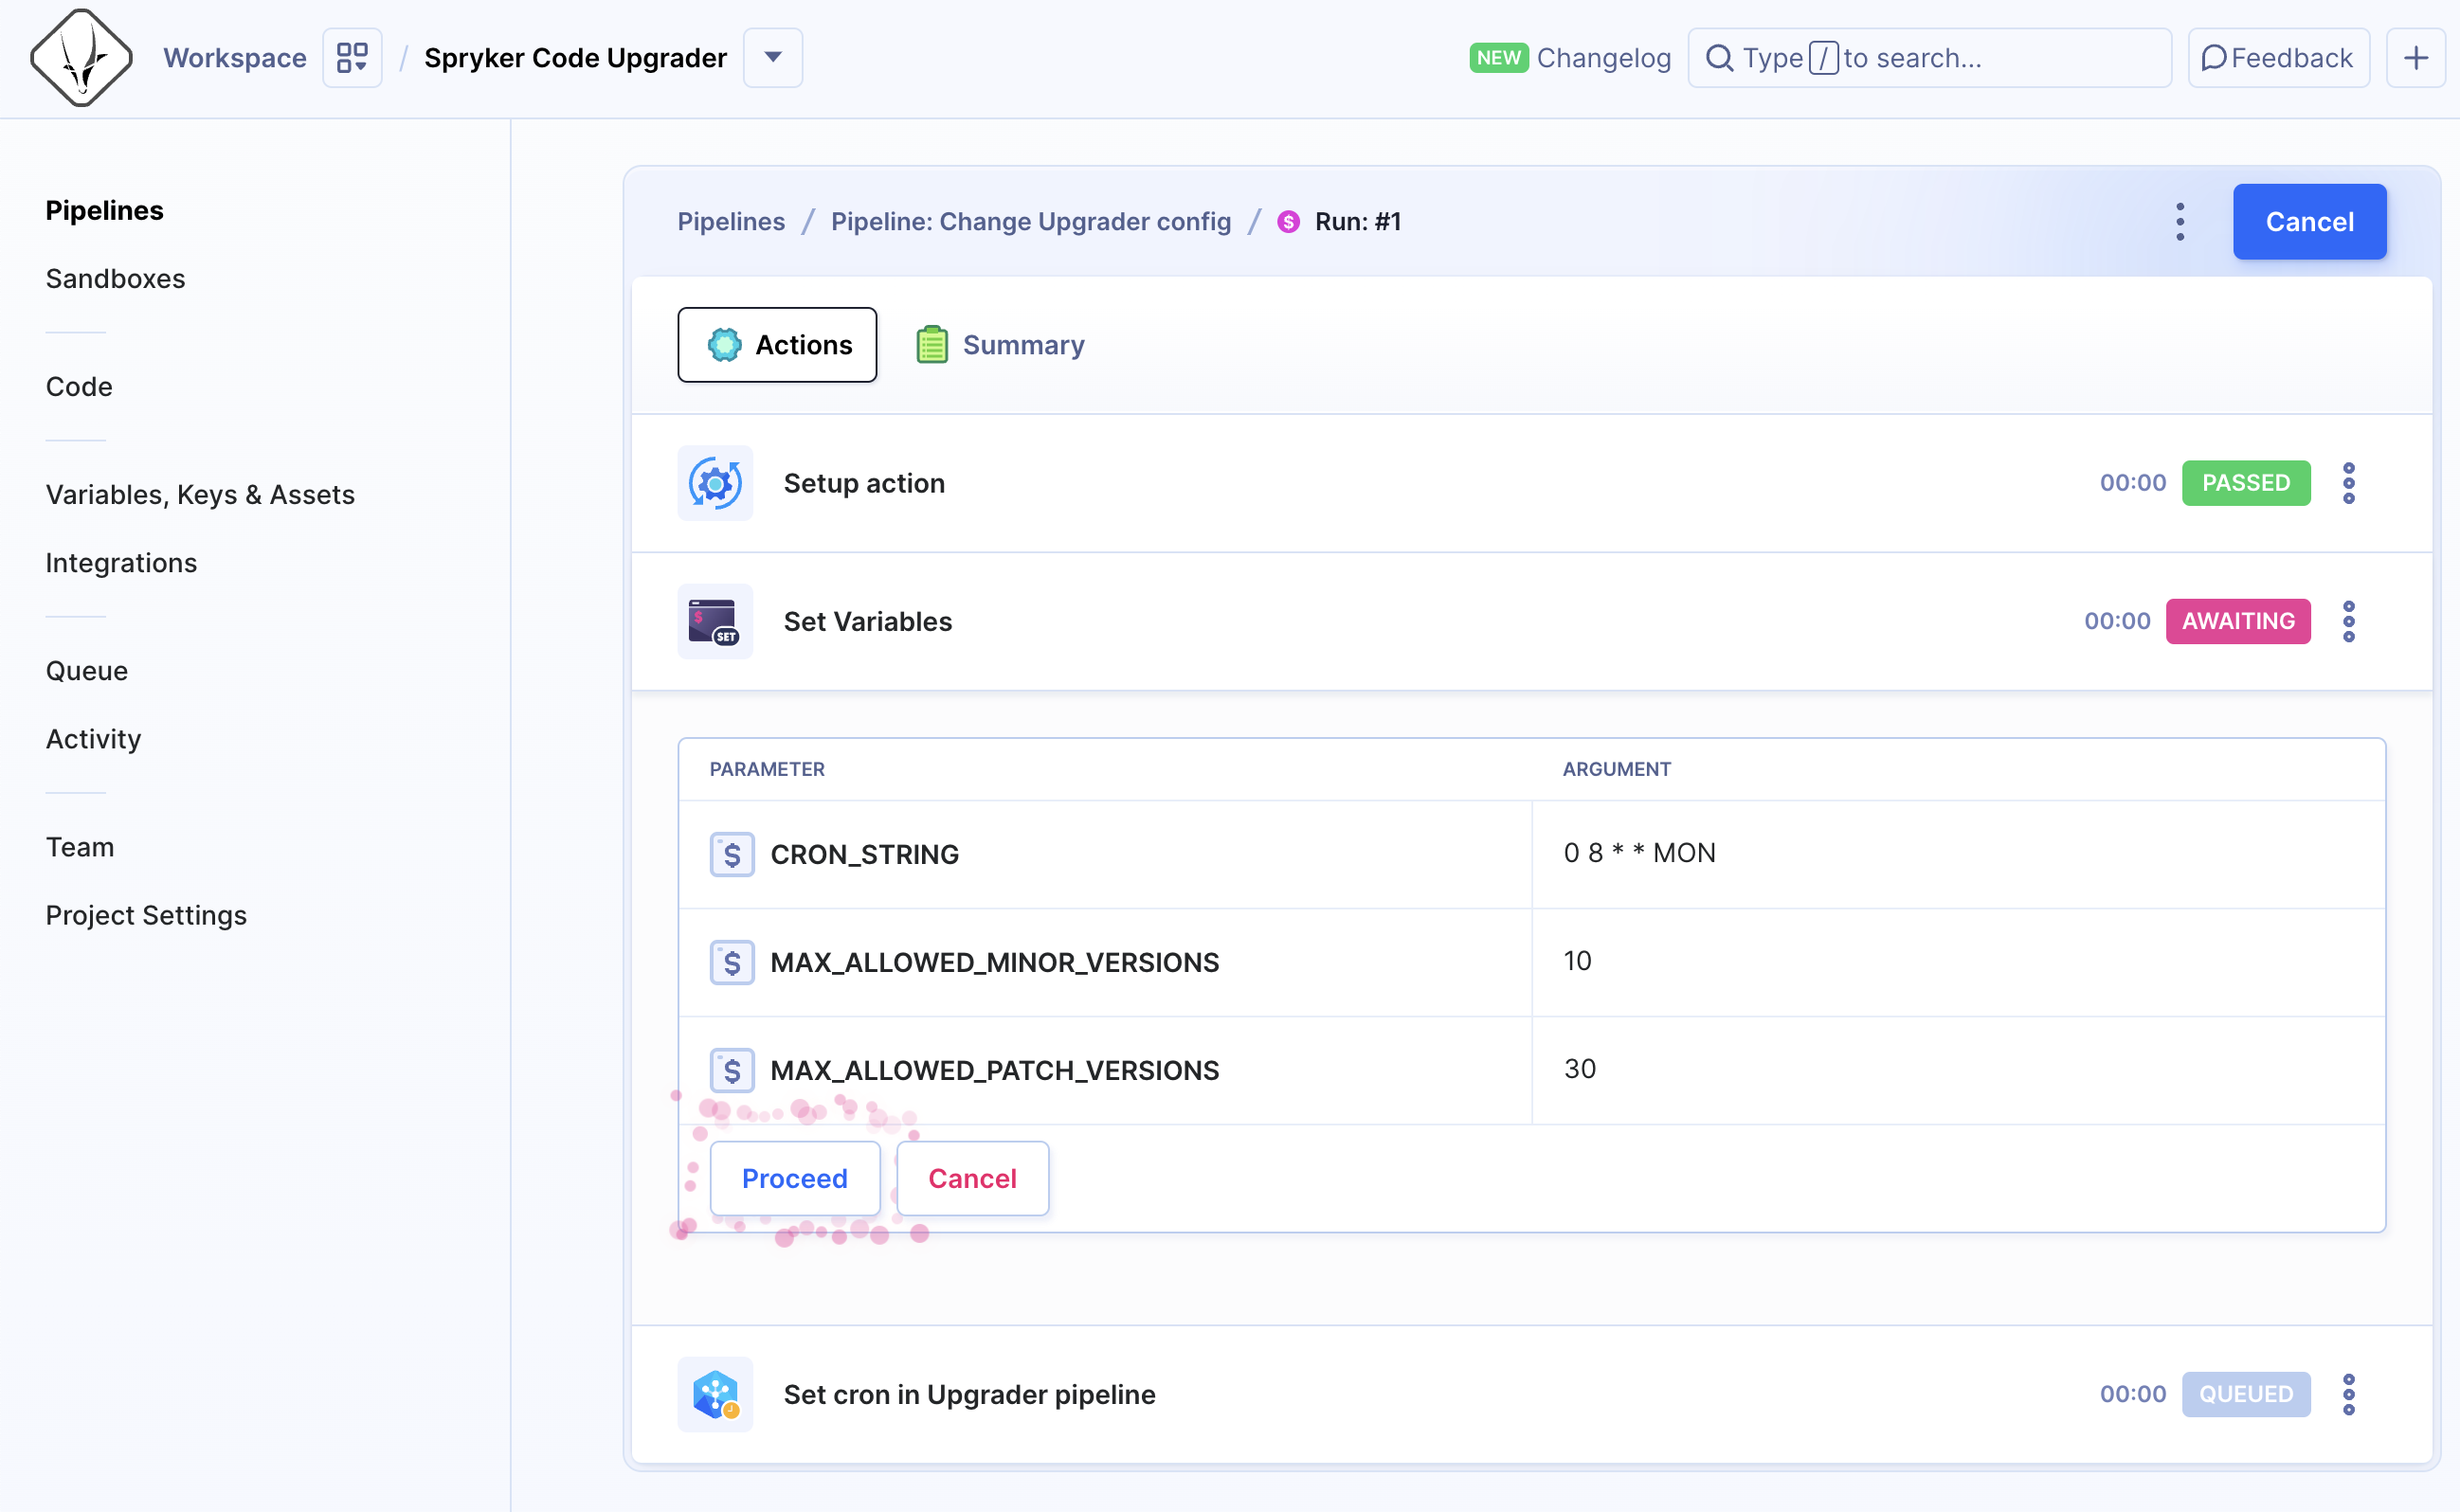 Workspace / Spryker Code Upgrader
NEW Changelog
Type / to search...
Feedback
Pipelines
Sandboxes
Code
Variables, Keys & Assets
Integrations
Queue
Activity
Team
Project Settings
Pipelines / Pipeline: Change Upgrader config / $ Run: #1
Cancel
Actions
Summary
Setup action
00:00 PASSED
$ SET
Set Variables
00:00 AWAITING
PARAMETER ARGUMENT
$ CRON_STRING 0 8 * * MON
$ MAX_ALLOWED_MINOR_VERSIONS 10
$ MAX_ALLOWED_PATCH_VERSIONS 30
Proceed Cancel
Set cron in Upgrader pipeline
00:00 QUEUED